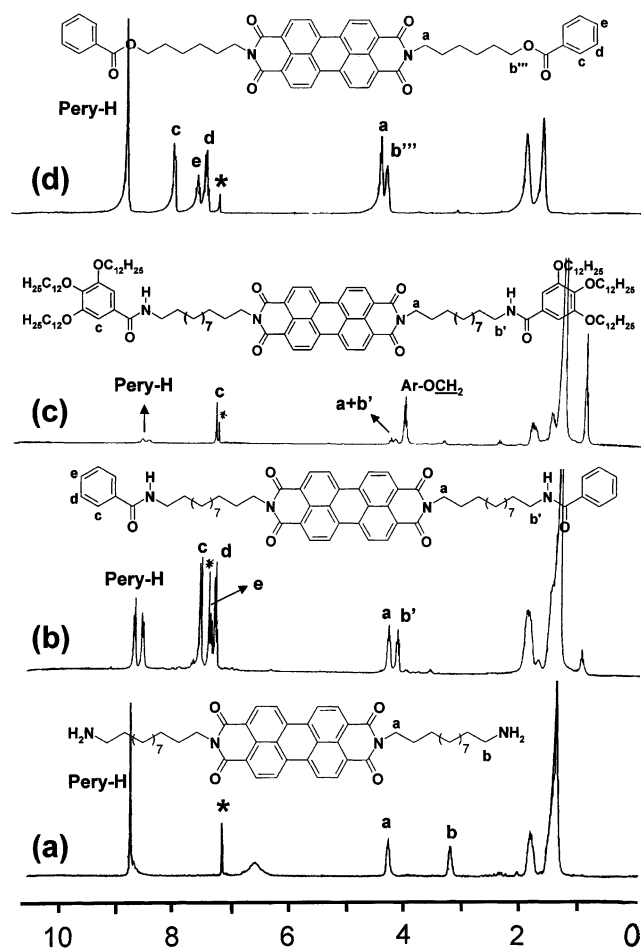 O O
O N N O a e
O O O b''' O c d
Pery-H
c a
d b'''
e
(d) *
OC₁₂H₂₅ OC₁₂H₂₅
H₂₅C₁₂O H O O OC₁₂H₂₅
N N N a H
H₂₅C₁₂O c O 7 O O 7 b' N O OC₁₂H₂₅
Pery-H c Ar-OCH₂
* a+b'
(c)
e H O O a H
d N N N N
c O 7 O O 7 b' O
c * d
Pery-H e
a b'
(b)
O O a
H₂N 7 N N 7 NH₂
O O b
Pery-H
*
a b
(a)
10 8 6 4 2 0